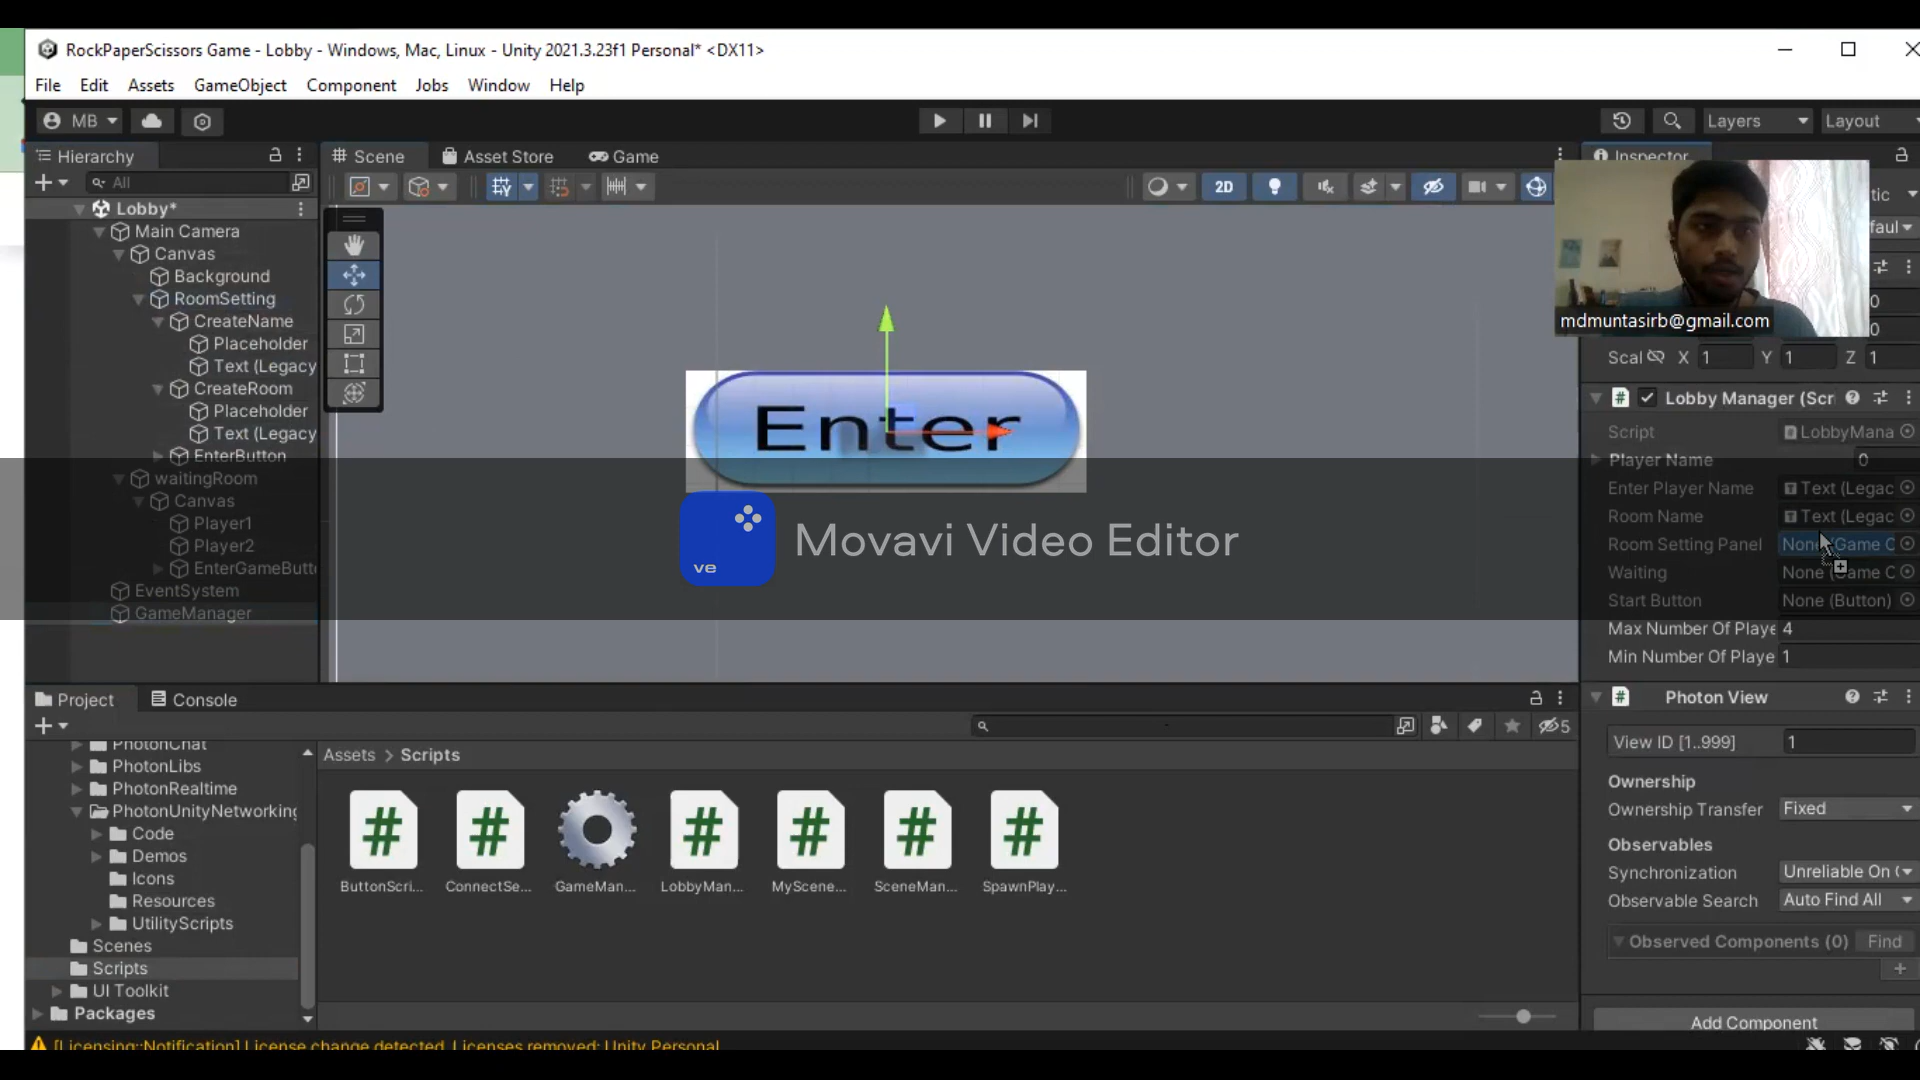 RockPaperScissors Game - Lobby - Windows, Mac, Linux - Unity 2021.3.23f1 Personal* <DX11>
File Edit Assets GameObject Component Jobs Window Help
MB
Layers
Layout
Hierarchy
Scene
Asset Store
Game
Inspector
All
2D
Lobby*
Main Camera
Canvas
Background
RoomSetting
CreateName
Placeholder
Text (Legacy
CreateRoom
Placeholder
Text (Legacy
EnterButton
waitingRoom
Canvas
Player1
Player2
EnterGameButt
EventSystem
GameManager
Enter
ve
Movavi Video Editor
tic
faul
0
0
mdmuntasirb@gmail.com
Scal X 1 Y 1 Z 1
Lobby Manager (Scr
Script LobbyMana
Player Name 0
Enter Player Name Text (Legac
Room Name Text (Legac
Room Setting Panel None (Game C
Waiting None (Game C
Start Button None (Button)
Max Number Of Playe 4
Min Number Of Playe 1
Photon View
View ID [1..999] 1
Ownership
Ownership Transfer Fixed
Observables
Synchronization Unreliable On
Observable Search Auto Find All
Observed Components (0) Find
Add Component
Project
Console
5
PhotonChat
PhotonLibs
PhotonRealtime
PhotonUnityNetworking
Code
Demos
Icons
Resources
UtilityScripts
Scenes
Scripts
UI Toolkit
Packages
Assets > Scripts
ButtonScri...
ConnectSe...
GameMan...
LobbyMan...
MyScene...
SceneMan...
SpawnPlay...
[Licensing::Notification] License change detected. Licenses removed: Unity Personal